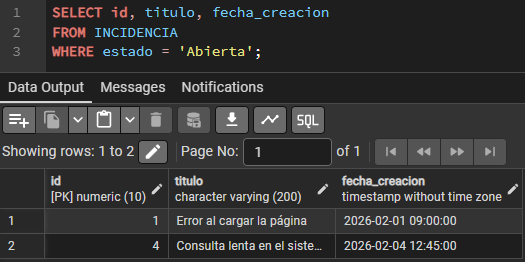 1 SELECT id, titulo, fecha_creacion
2 FROM INCIDENCIA
3 WHERE estado = 'Abierta';
Data Output Messages Notifications
SQL
Showing rows: 1 to 2 Page No: 1 of 1
id titulo fecha_creacion
[PK] numeric (10) character varying (200) timestamp without time zone
1 1 Error al cargar la página 2026-02-01 09:00:00
2 4 Consulta lenta en el siste... 2026-02-04 12:45:00